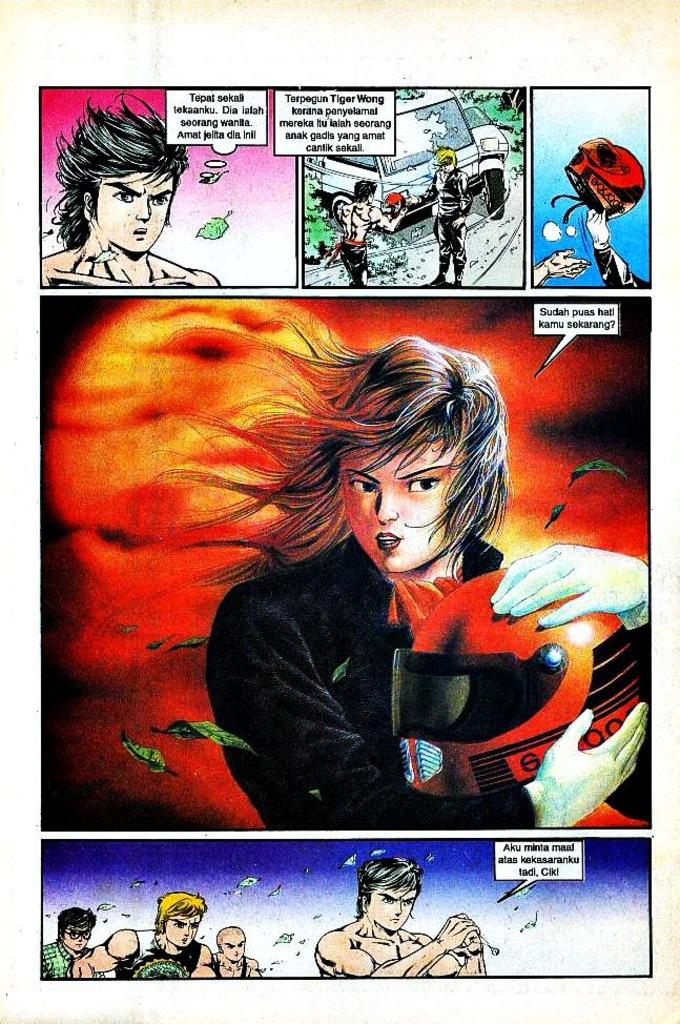 Tepat sekali
tekaanku. Dia ialah
seorang wanita.
Amat jelita dia ini!
Terpegun Tiger Wong
kerana penyelamat
mereka itu ialah seorang
anak gadis yang amat
cantik sekali.
Sudah puas hati
kamu sekarang?
Aku minta maaf
atas kekasaranku
tadi, Cik!